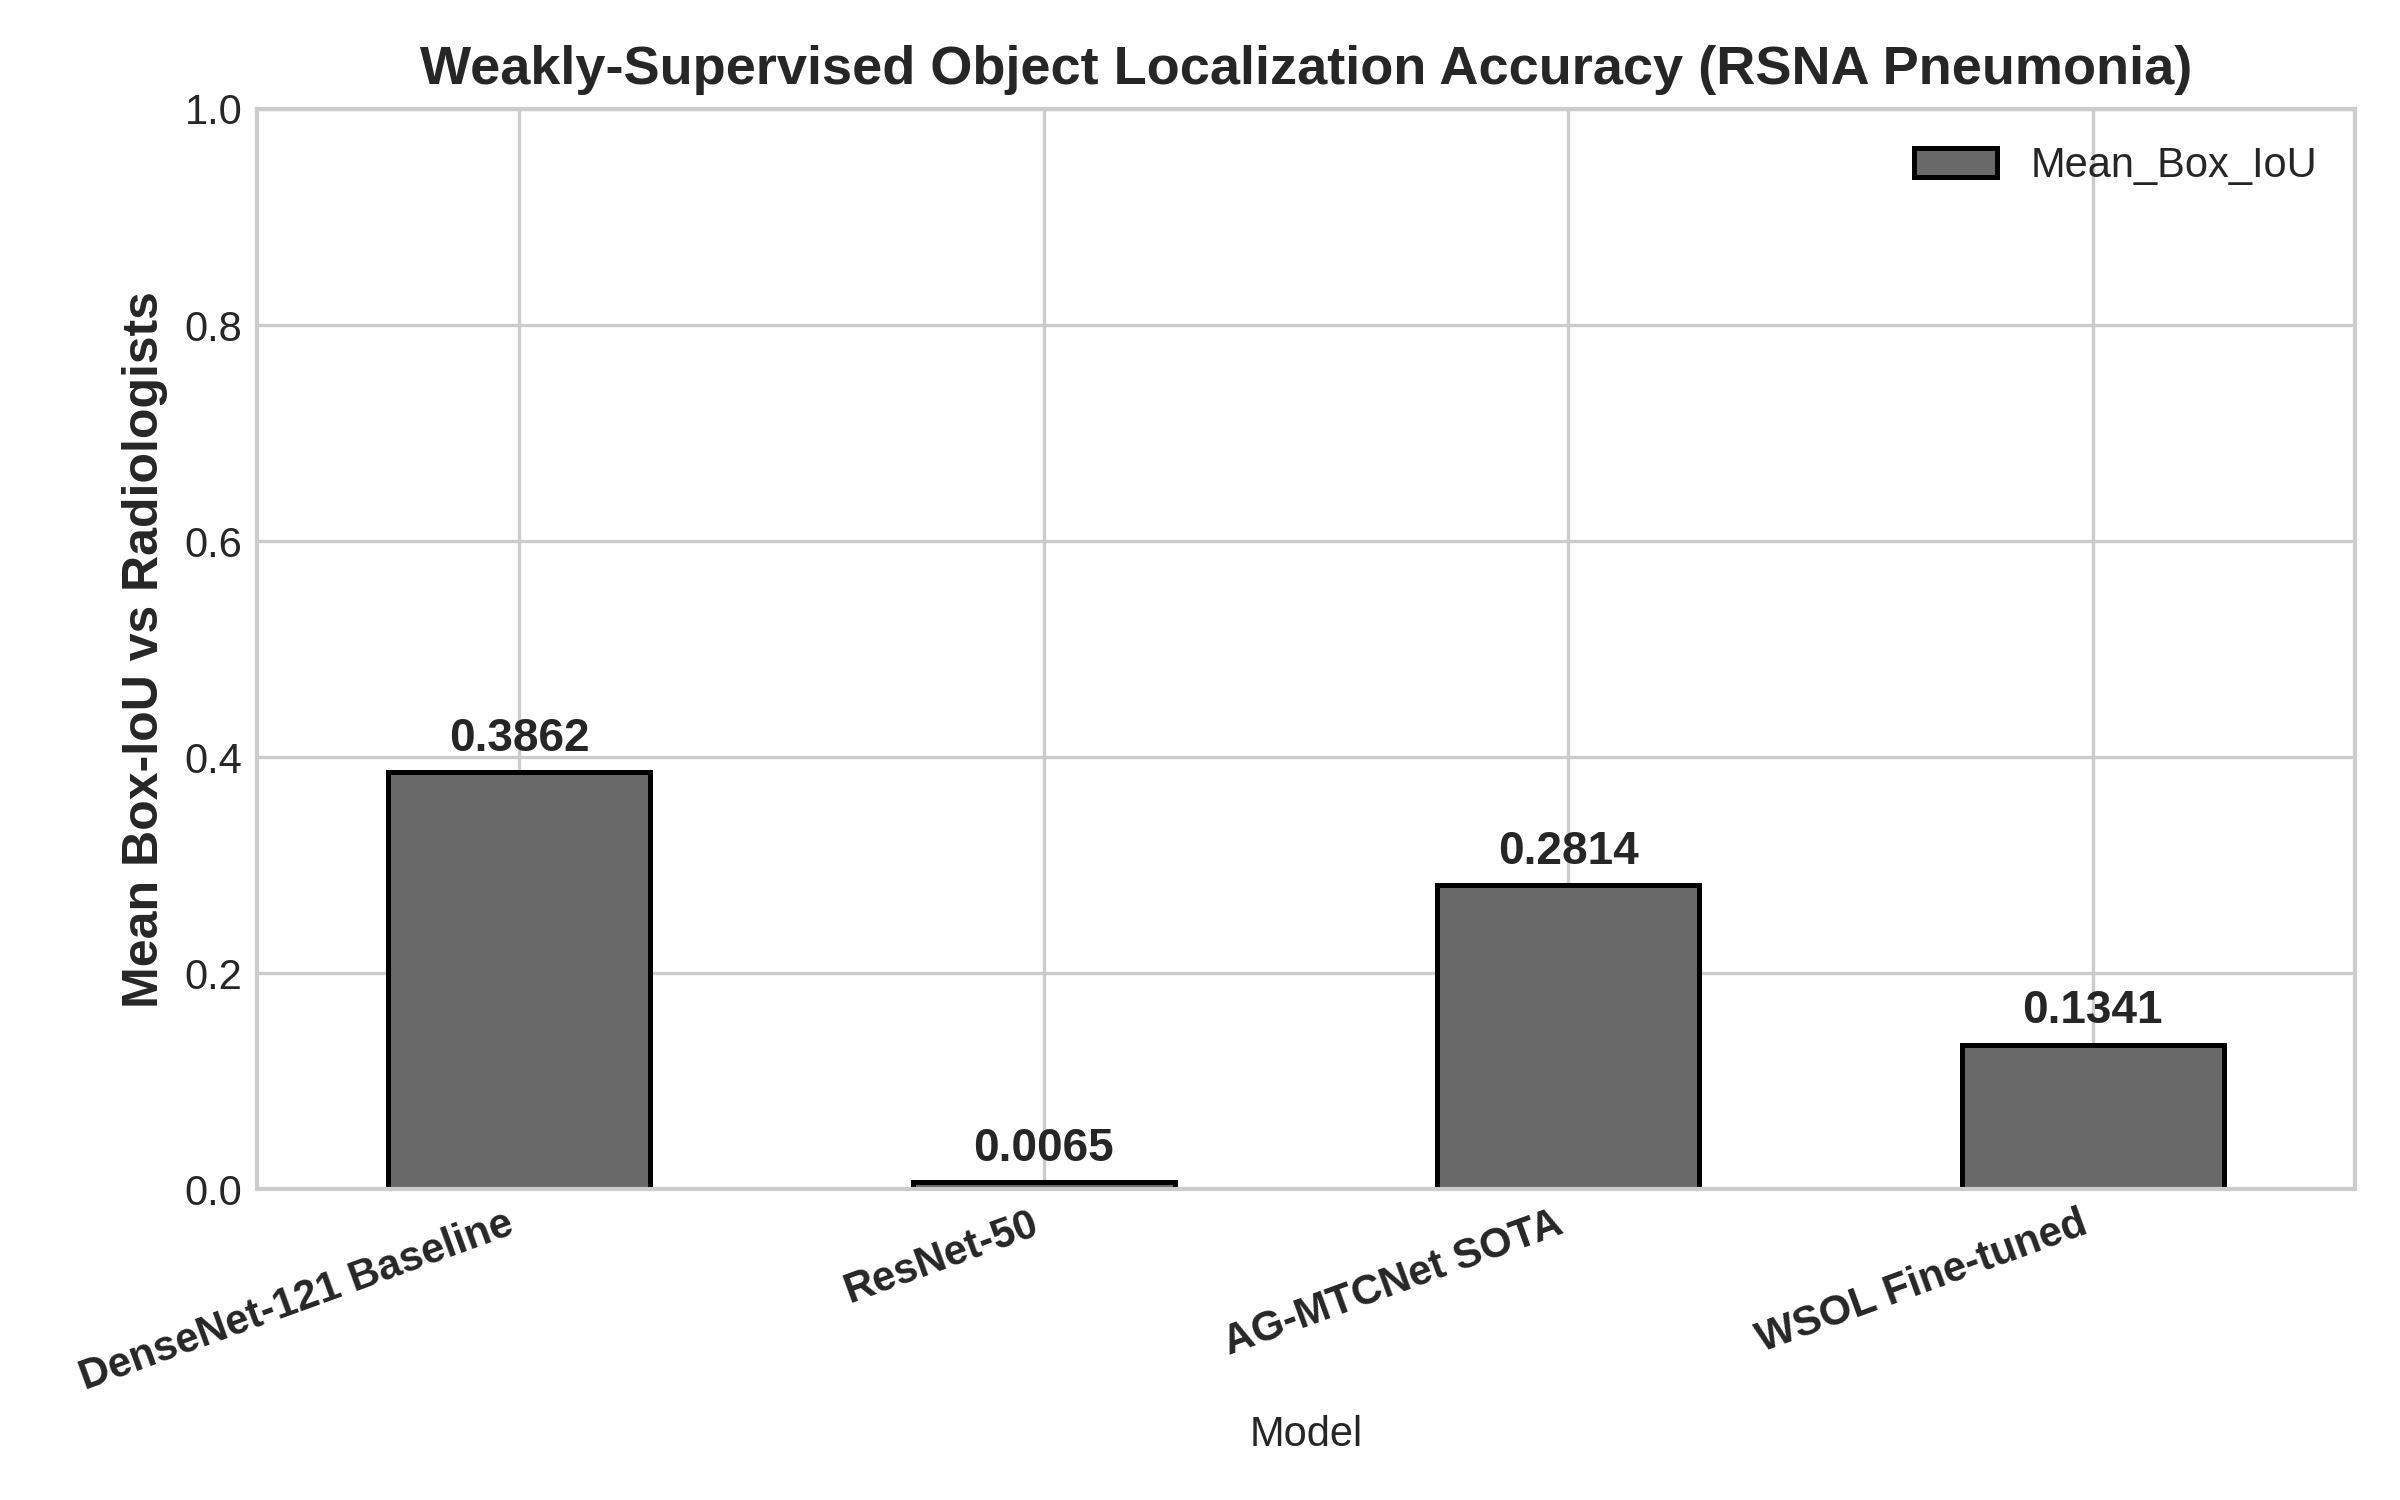 Weakly-Supervised Object Localization Accuracy (RSNA Pneumonia)
Mean_Box_IoU
Mean Box-IoU vs Radiologists
1.0
0.8
0.6
0.4
0.2
0.0
0.3862
0.0065
0.2814
0.1341
DenseNet-121 Baseline
ResNet-50
AG-MTCNet SOTA
WSOL Fine-tuned
Model